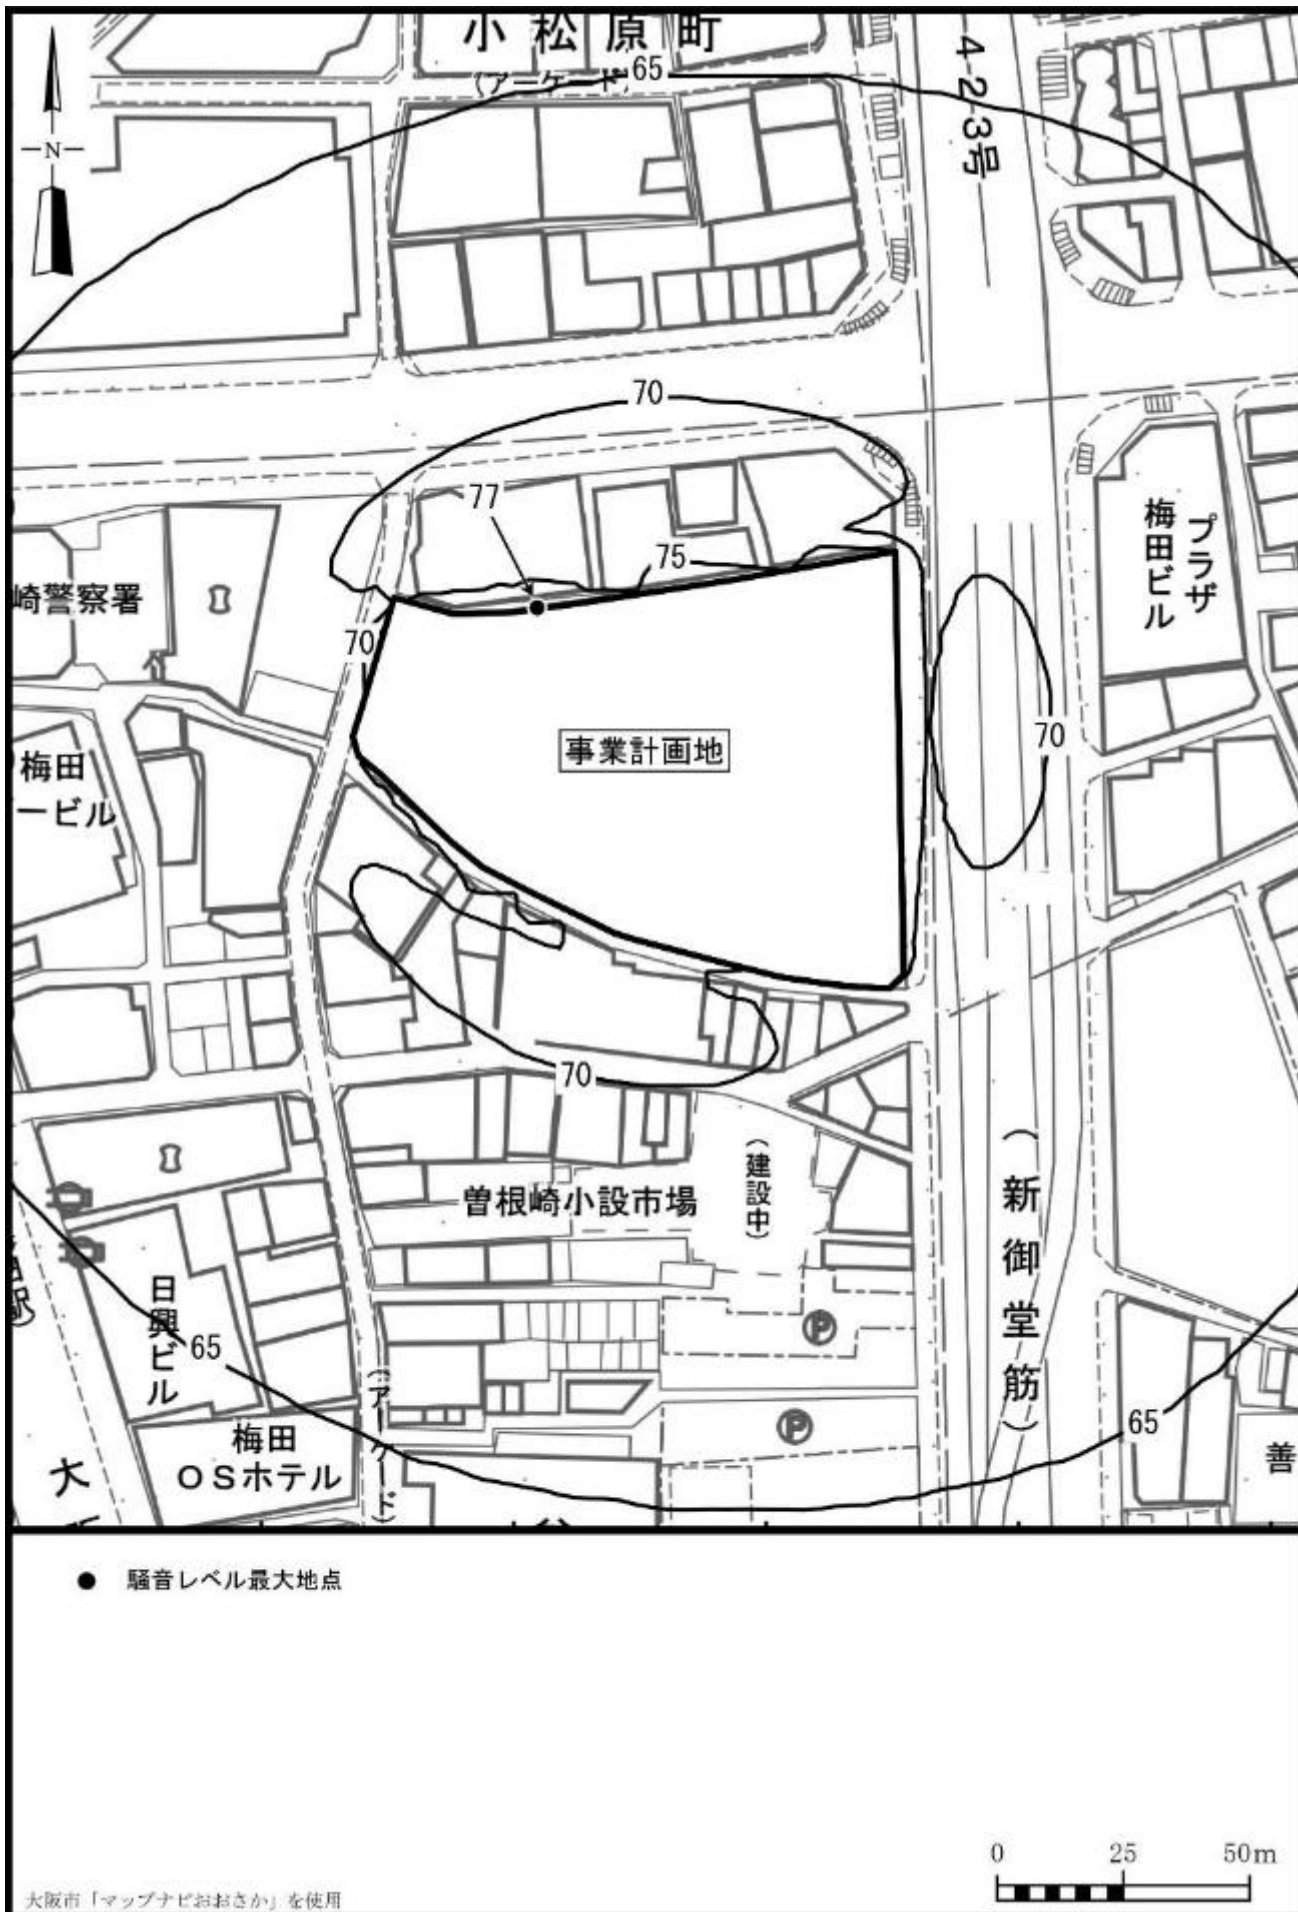 小松原町
(アーケード)
65
4-2-3号
N
70
77
75
梅田ビル
プラザ
崎警察署
70
事業計画地
70
梅田
ービル
70
(建設中)
曽根崎小設市場
(新御堂筋)
日興ビル
65
(アーケード)
65
梅田
OSホテル
善
大
● 騒音レベル最大地点
0 25 50m
大阪市「マップナビおおさか」を使用